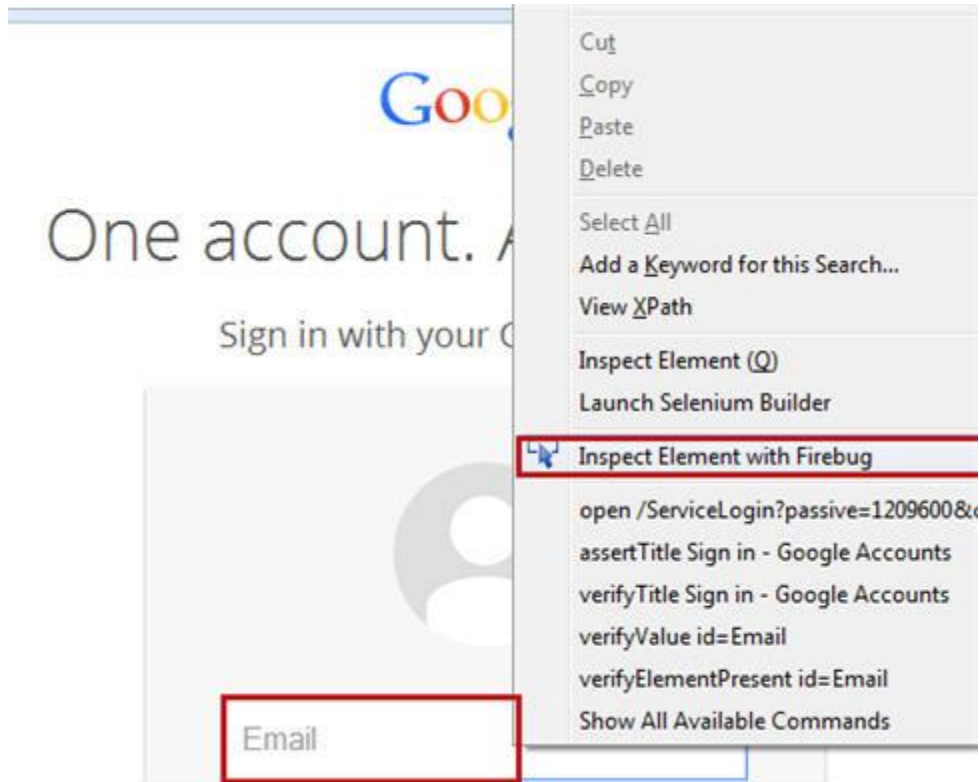 Cut
Copy
Paste
Delete
Select All
Add a Keyword for this Search...
View XPath
Inspect Element (Q)
Launch Selenium Builder
Inspect Element with Firebug
open /ServiceLogin?passive=1209600&
assertTitle Sign in - Google Accounts
verifyTitle Sign in - Google Accounts
verifyValue id=Email
verifyElementPresent id=Email
Show All Available Commands
Goo
One account. A
Sign in with your
Email